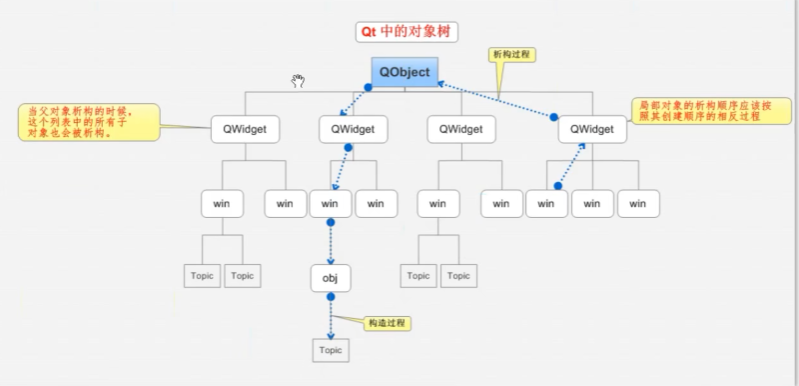 Qt 中的对象树
析构过程
QObject
当父对象析构的时候，
这个列表中的所有子
对象也会被析构。
局部对象的析构顺序应该按
照其创建顺序的相反过程
QWidget
QWidget
QWidget
QWidget
win
win
win
win
win
win
win
win
win
Topic
Topic
obj
Topic
Topic
构造过程
Topic